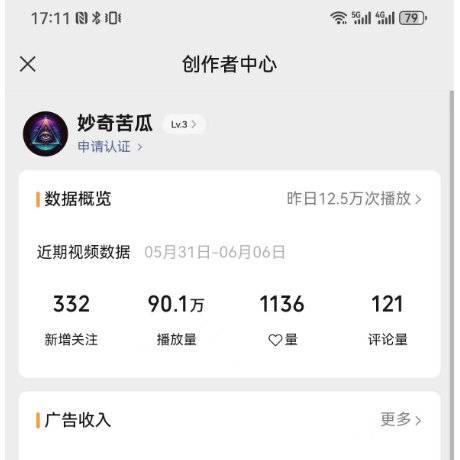 17:11 5G 4G 79
创作者中心
妙奇苦瓜 Lv.3 >
申请认证 >
数据概览 昨日12.5万次播放 >
近期视频数据 05月31日-06月06日
332 90.1万 1136 121
新增关注 播放量 ♡量 评论量
广告收入 更多 >